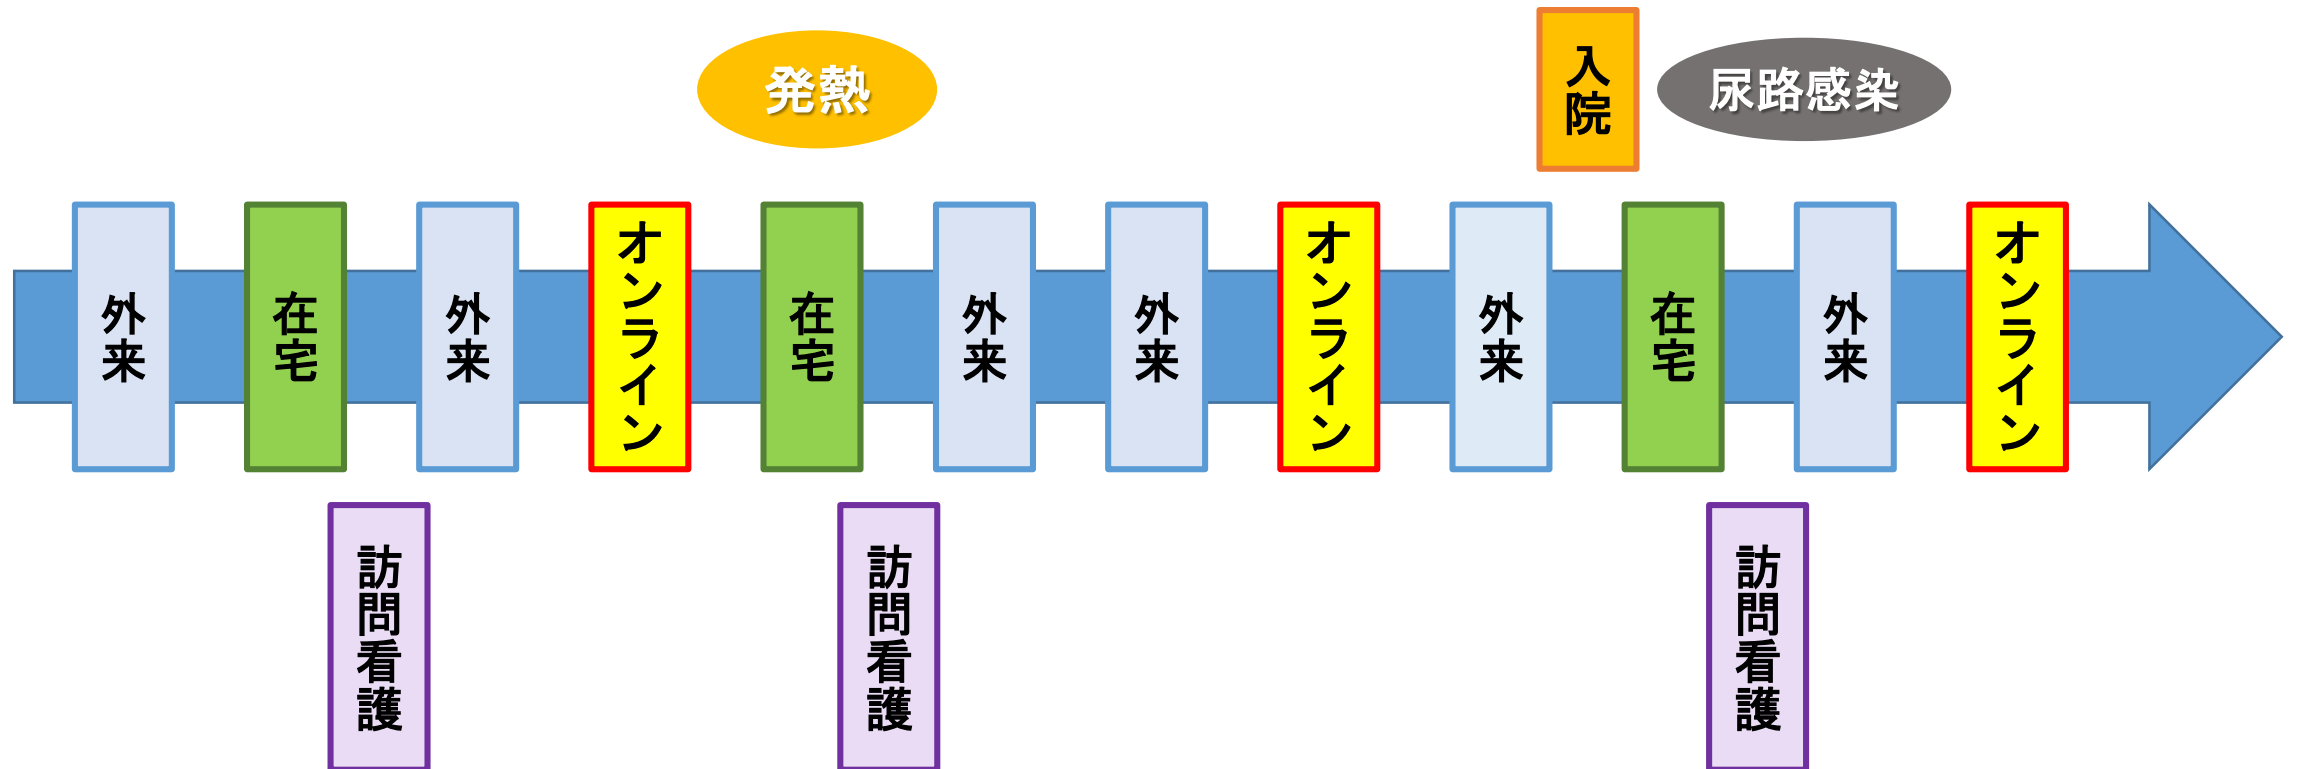 発熱
入院
尿路感染
外来
在宅
外来
オンライン
在宅
外来
外来
オンライン
外来
在宅
外来
オンライン
訪問看護
訪問看護
訪問看護